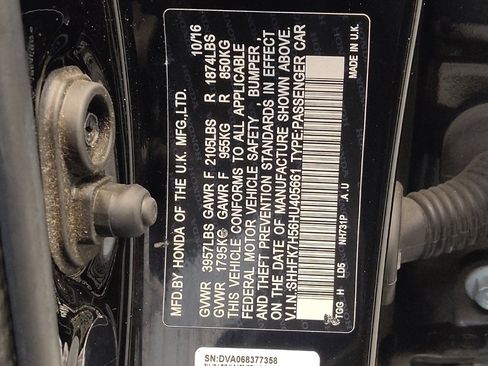 MFD.BY HONDA OF THE U.K. MFG.,LTD. 10/16
GVWR 3957LBS GAWR F 2105LBS R 1874LBS
GVWR 1795KG GAWR F 955KG R 850KG
THIS VEHICLE CONFORMS TO ALL APPLICABLE
FEDERAL MOTOR VEHICLE SAFETY , BUMPER ,
AND THEFT PREVENTION STANDARDS IN EFFECT
ON THE DATE OF MANUFACTURE SHOWN ABOVE.
V.I.N.SHHFK7H56HU405661 TYPE:PASSENGER CAR
TGG H LD5 NH731P A.U MADE IN U.K.
SN:DVA068377358